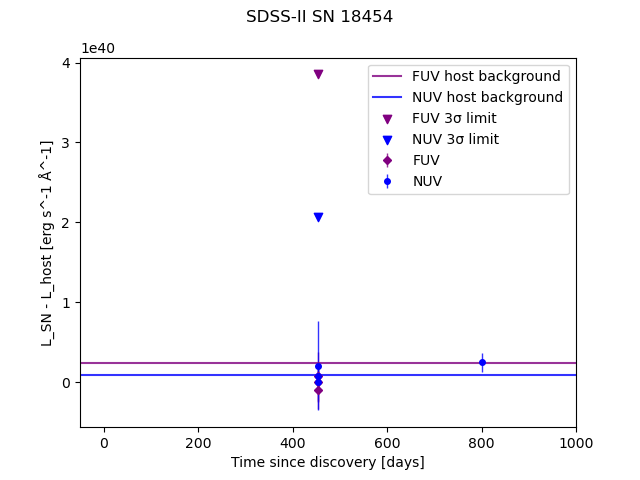 SDSS-II SN 18454
1e40
FUV host background
NUV host background
FUV 3σ limit
NUV 3σ limit
FUV
NUV
4
3
2
1
0
L_SN - L_host [erg s^-1 Å^-1]
0 200 400 600 800 1000
Time since discovery [days]